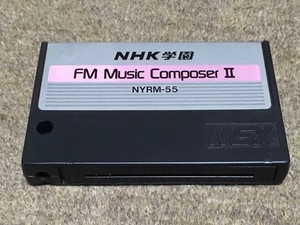 NHK学園
FM Music Composer II
NYRM-55
MSX